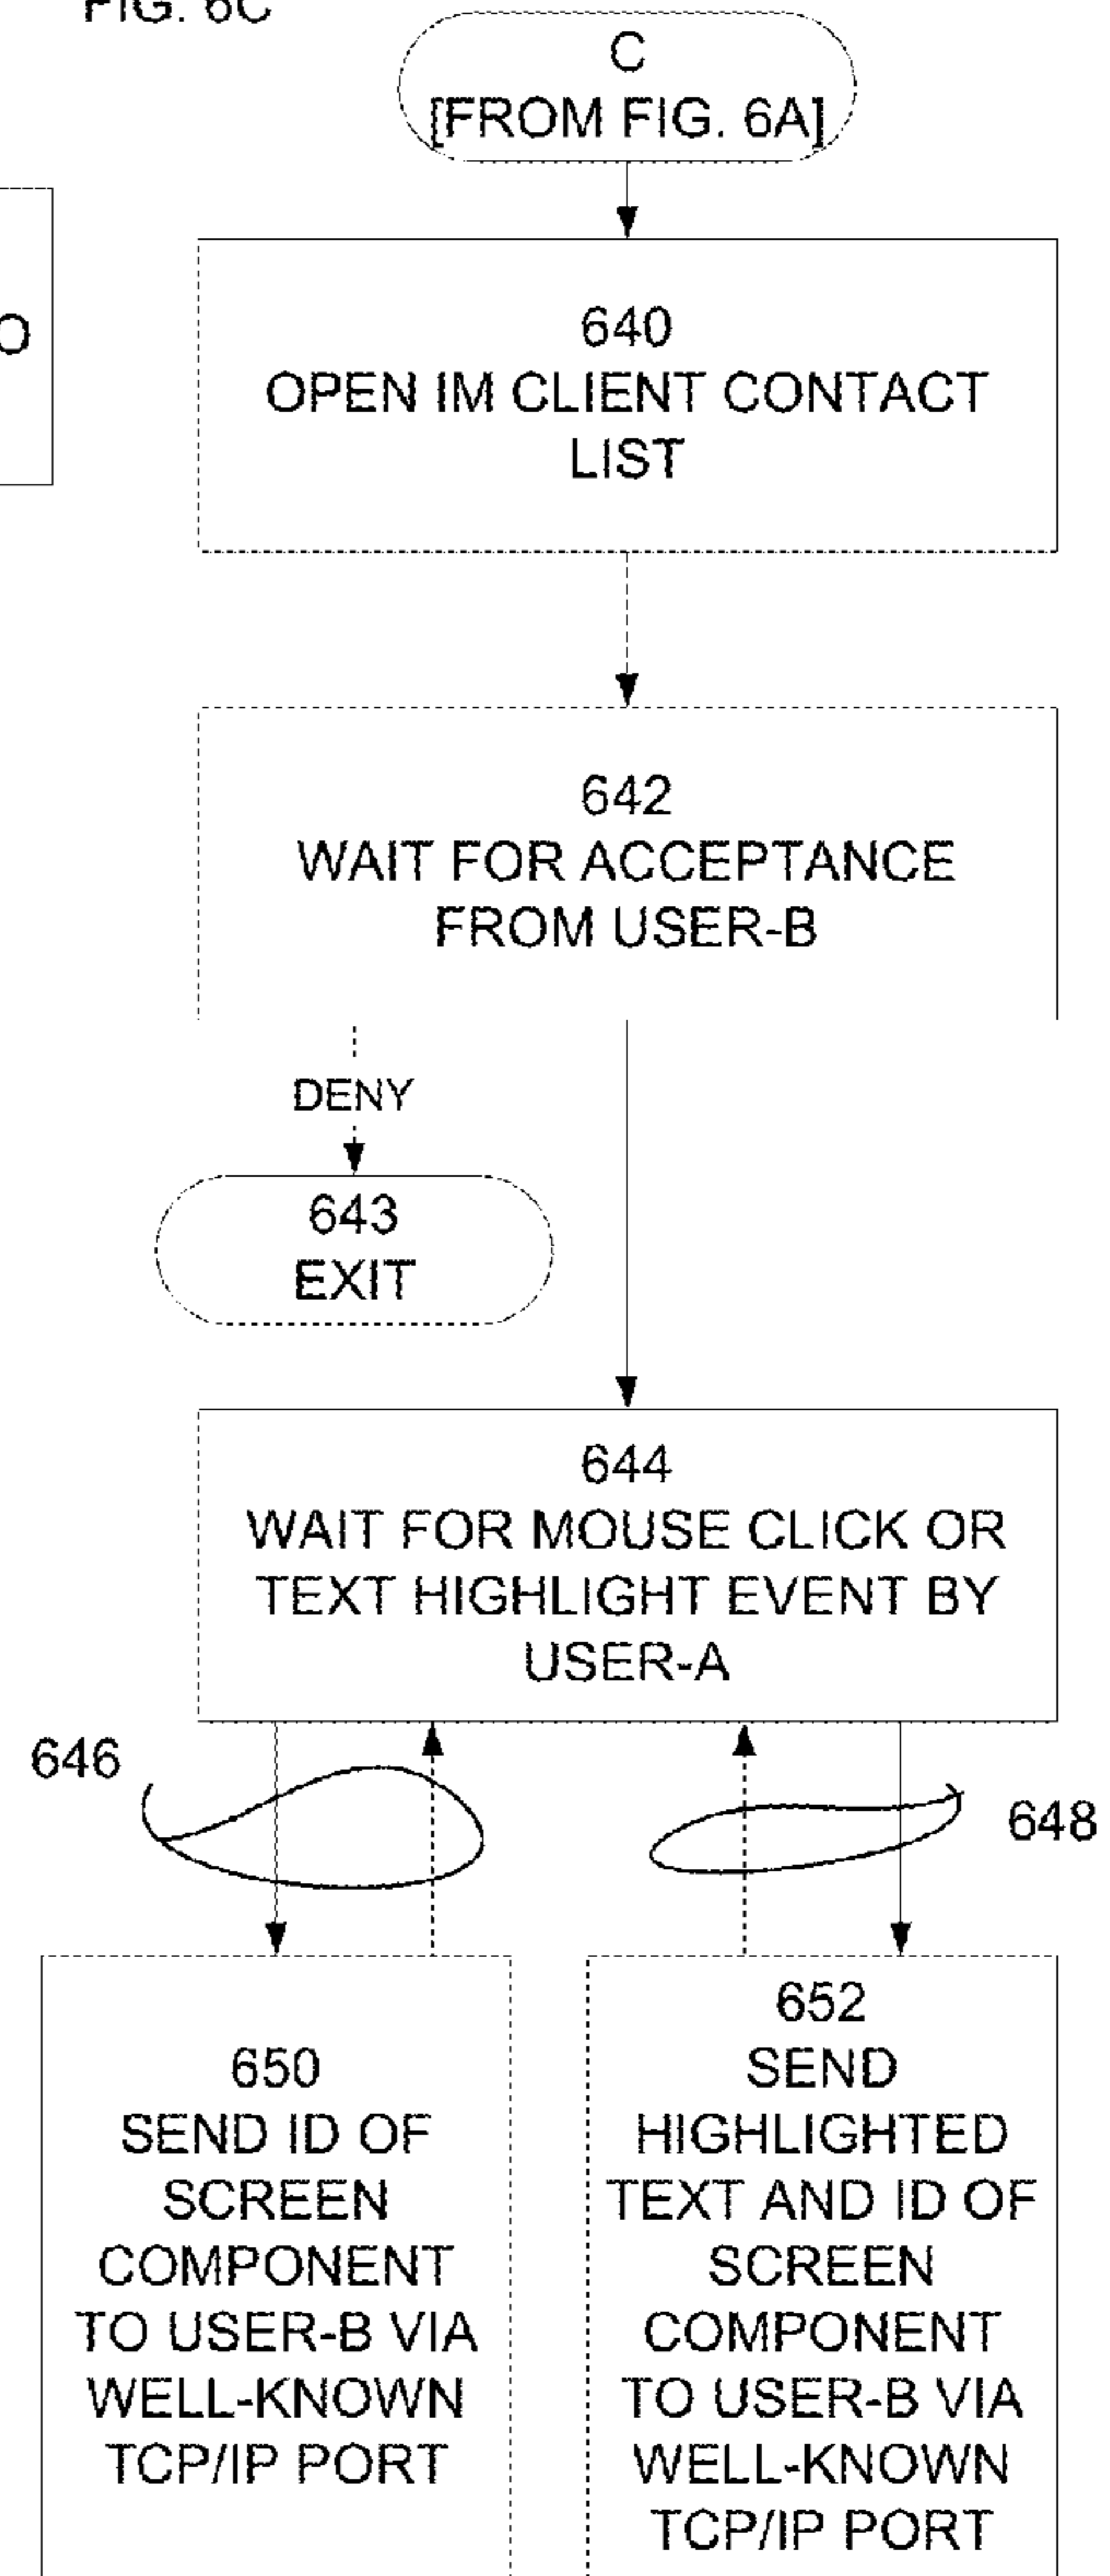 FIG. 6C
C
[FROM FIG. 6A]
O
640
OPEN IM CLIENT CONTACT
LIST
642
WAIT FOR ACCEPTANCE
FROM USER-B
DENY
643
EXIT
644
WAIT FOR MOUSE CLICK OR
TEXT HIGHLIGHT EVENT BY
USER-A
646
648
650
SEND ID OF
SCREEN
COMPONENT
TO USER-B VIA
WELL-KNOWN
TCP/IP PORT
652
SEND
HIGHLIGHTED
TEXT AND ID OF
SCREEN
COMPONENT
TO USER-B VIA
WELL-KNOWN
TCP/IP PORT